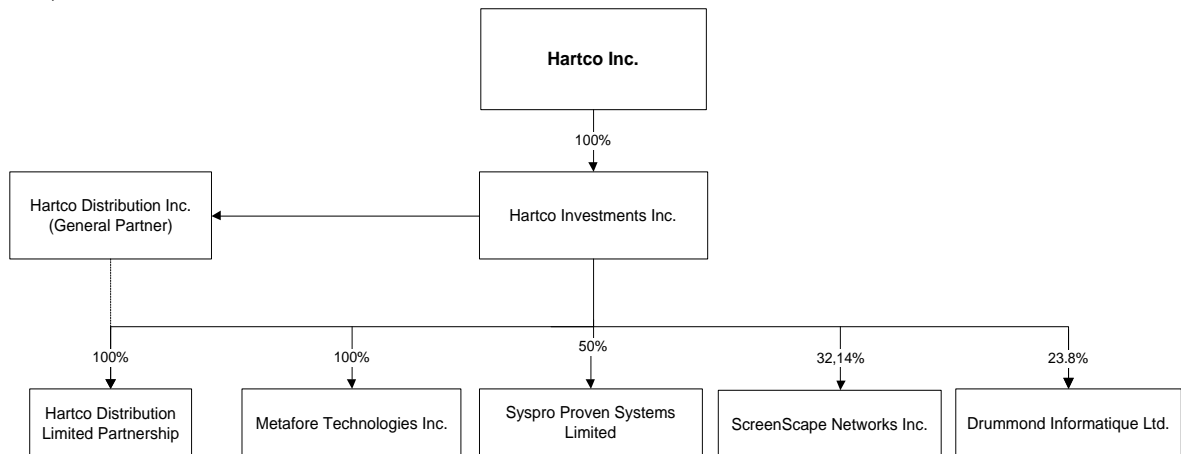 Hartco Inc.
100%
Hartco Distribution Inc.
(General Partner)
Hartco Investments Inc.
100%
100%
50%
32,14%
23.8%
Hartco Distribution
Limited Partnership
Metafore Technologies Inc.
Syspro Proven Systems
Limited
ScreenScape Networks Inc.
Drummond Informatique Ltd.